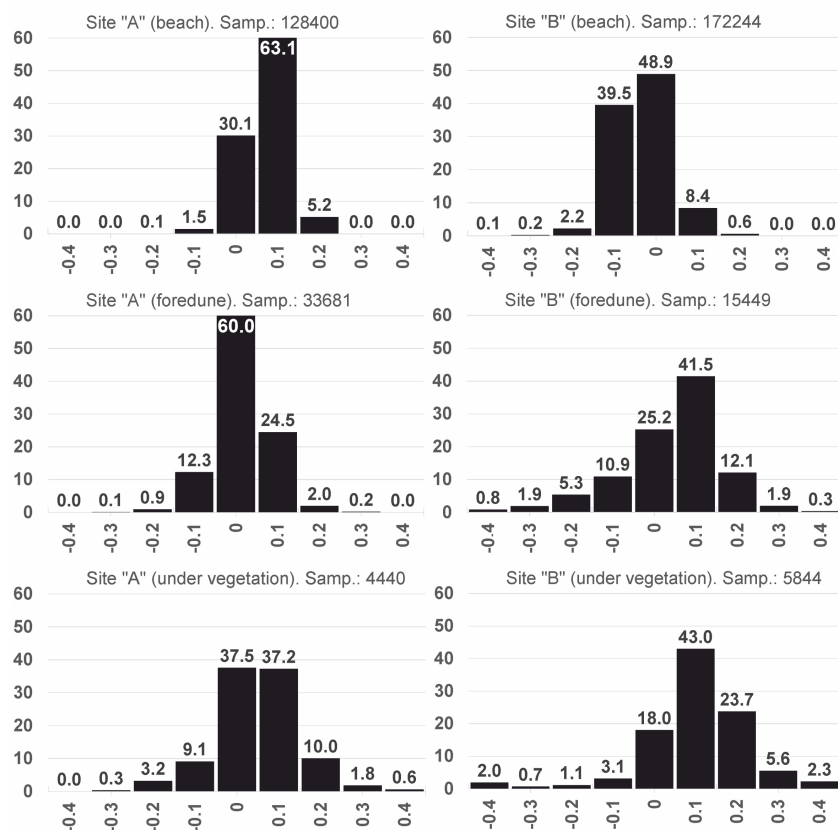 Site "A" (beach). Samp.: 128400
60
50
40
30
20
10
0
0.0 0.0 0.1 1.5 30.1 63.1 5.2 0.0 0.0
-0.4 -0.3 -0.2 -0.1 0 0.1 0.2 0.3 0.4
Site "B" (beach). Samp.: 172244
60
50
40
30
20
10
0
0.1 0.2 2.2 39.5 48.9 8.4 0.6 0.0 0.0
-0.4 -0.3 -0.2 -0.1 0 0.1 0.2 0.3 0.4
Site "A" (foredune). Samp.: 33681
60
50
40
30
20
10
0
0.0 0.1 0.9 12.3 60.0 24.5 2.0 0.2 0.0
-0.4 -0.3 -0.2 -0.1 0 0.1 0.2 0.3 0.4
Site "B" (foredune). Samp.: 15449
60
50
40
30
20
10
0
0.8 1.9 5.3 10.9 25.2 41.5 12.1 1.9 0.3
-0.4 -0.3 -0.2 -0.1 0 0.1 0.2 0.3 0.4
Site "A" (under vegetation). Samp.: 4440
60
50
40
30
20
10
0
0.0 0.3 3.2 9.1 37.5 37.2 10.0 1.8 0.6
-0.4 -0.3 -0.2 -0.1 0 0.1 0.2 0.3 0.4
Site "B" (under vegetation). Samp.: 5844
60
50
40
30
20
10
0
2.0 0.7 1.1 3.1 18.0 43.0 23.7 5.6 2.3
-0.4 -0.3 -0.2 -0.1 0 0.1 0.2 0.3 0.4